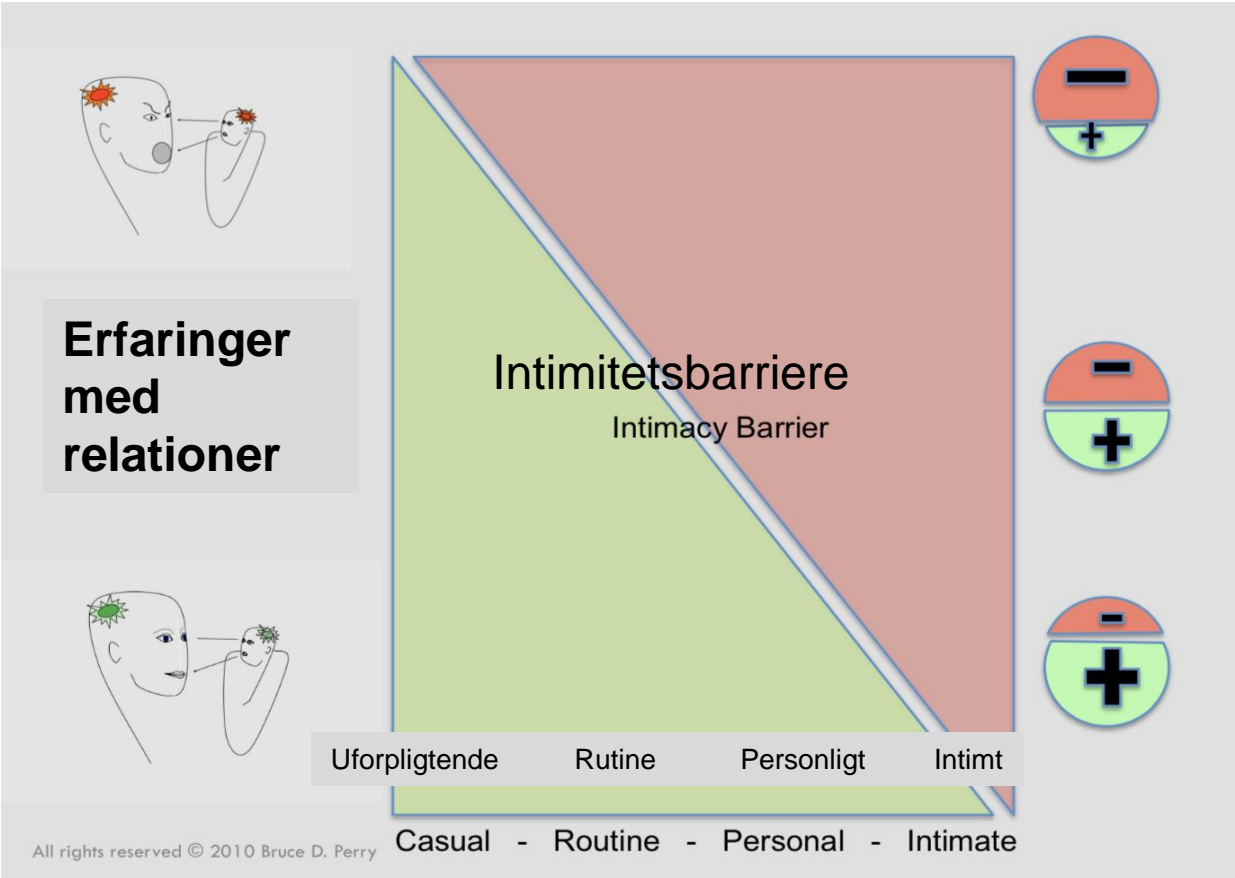 Erfaringer
med
relationer
Intimitetsbarriere
Intimacy Barrier
Uforpligtende Rutine Personligt Intimt
Casual - Routine - Personal - Intimate
All rights reserved © 2010 Bruce D. Perry